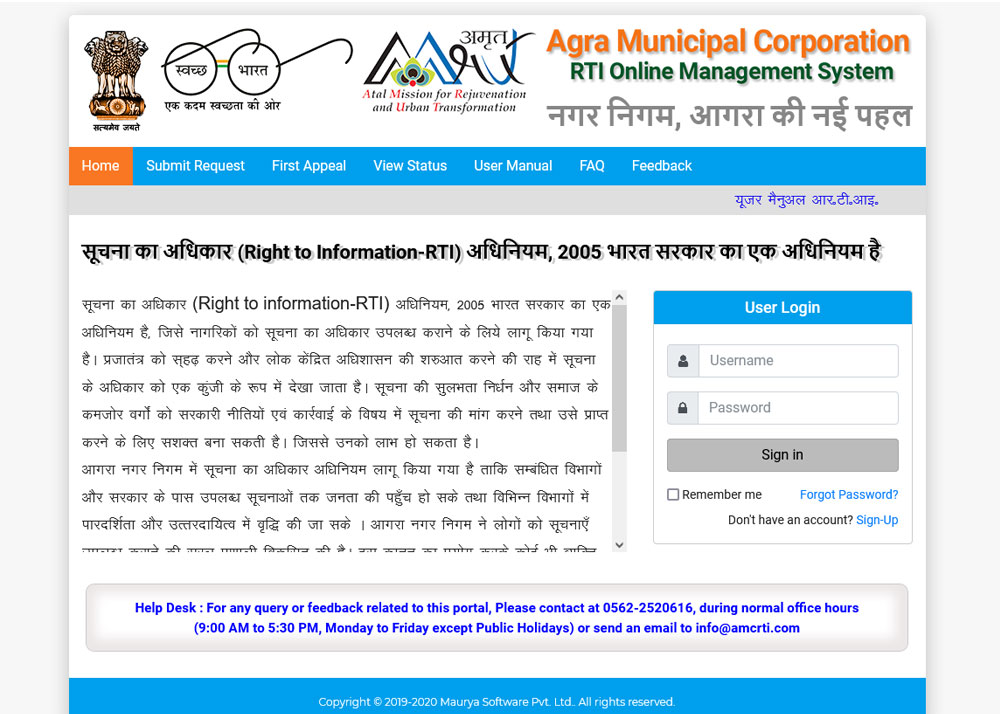 स्वच्छ भारत
एक कदम स्वच्छता की ओर
सत्यमेव जयते
अमृत
Atal Mission for Rejuvenation
and Urban Transformation
Agra Municipal Corporation
RTI Online Management System
नगर निगम, आगरा की नई पहल
Home Submit Request First Appeal View Status User Manual FAQ Feedback
यूजर मैनुअल आर.टी.आइ.
सूचना का अधिकार (Right to Information-RTI) अधिनियम, 2005 भारत सरकार का एक अधिनियम है
सूचना का अधिकार (Right to information-RTI) अधिनियम, 2005 भारत सरकार का एक
अधिनियम है, जिसे नागरिकों को सूचना का अधिकार उपलब्ध कराने के लिये लागू किया गया
है। प्रजातंत्र को सहढ़ करने और लोक केंद्रित अधिशासन की शरुआत करने की राह में सूचना
के अधिकार को एक कुंजी के रूप में देखा जाता है। सूचना की सुलभता निर्धन और समाज के
कमजोर वर्गों को सरकारी नीतियों एवं कार्रवाई के विषय में सूचना की मांग करने तथा उसे प्राप्त
करने के लिए सशक्त बना सकती है। जिससे उनको लाभ हो सकता है।
आगरा नगर निगम में सूचना का अधिकार अधिनियम लागू किया गया है ताकि सम्बंधित विभागों
और सरकार के पास उपलब्ध सूचनाओं तक जनता की पहुँच हो सके तथा विभिन्न विभागों में
पारदर्शिता और उत्तरदायित्व में वृद्धि की जा सके । आगरा नगर निगम ने लोगों को सूचनाएँ
User Login
Username
Password
Sign in
Remember me Forgot Password?
Don't have an account? Sign-Up
Help Desk : For any query or feedback related to this portal, Please contact at 0562-2520616, during normal office hours
(9:00 AM to 5:30 PM, Monday to Friday except Public Holidays) or send an email to info@amcrti.com
Copyright © 2019-2020 Maurya Software Pvt. Ltd.. All rights reserved.